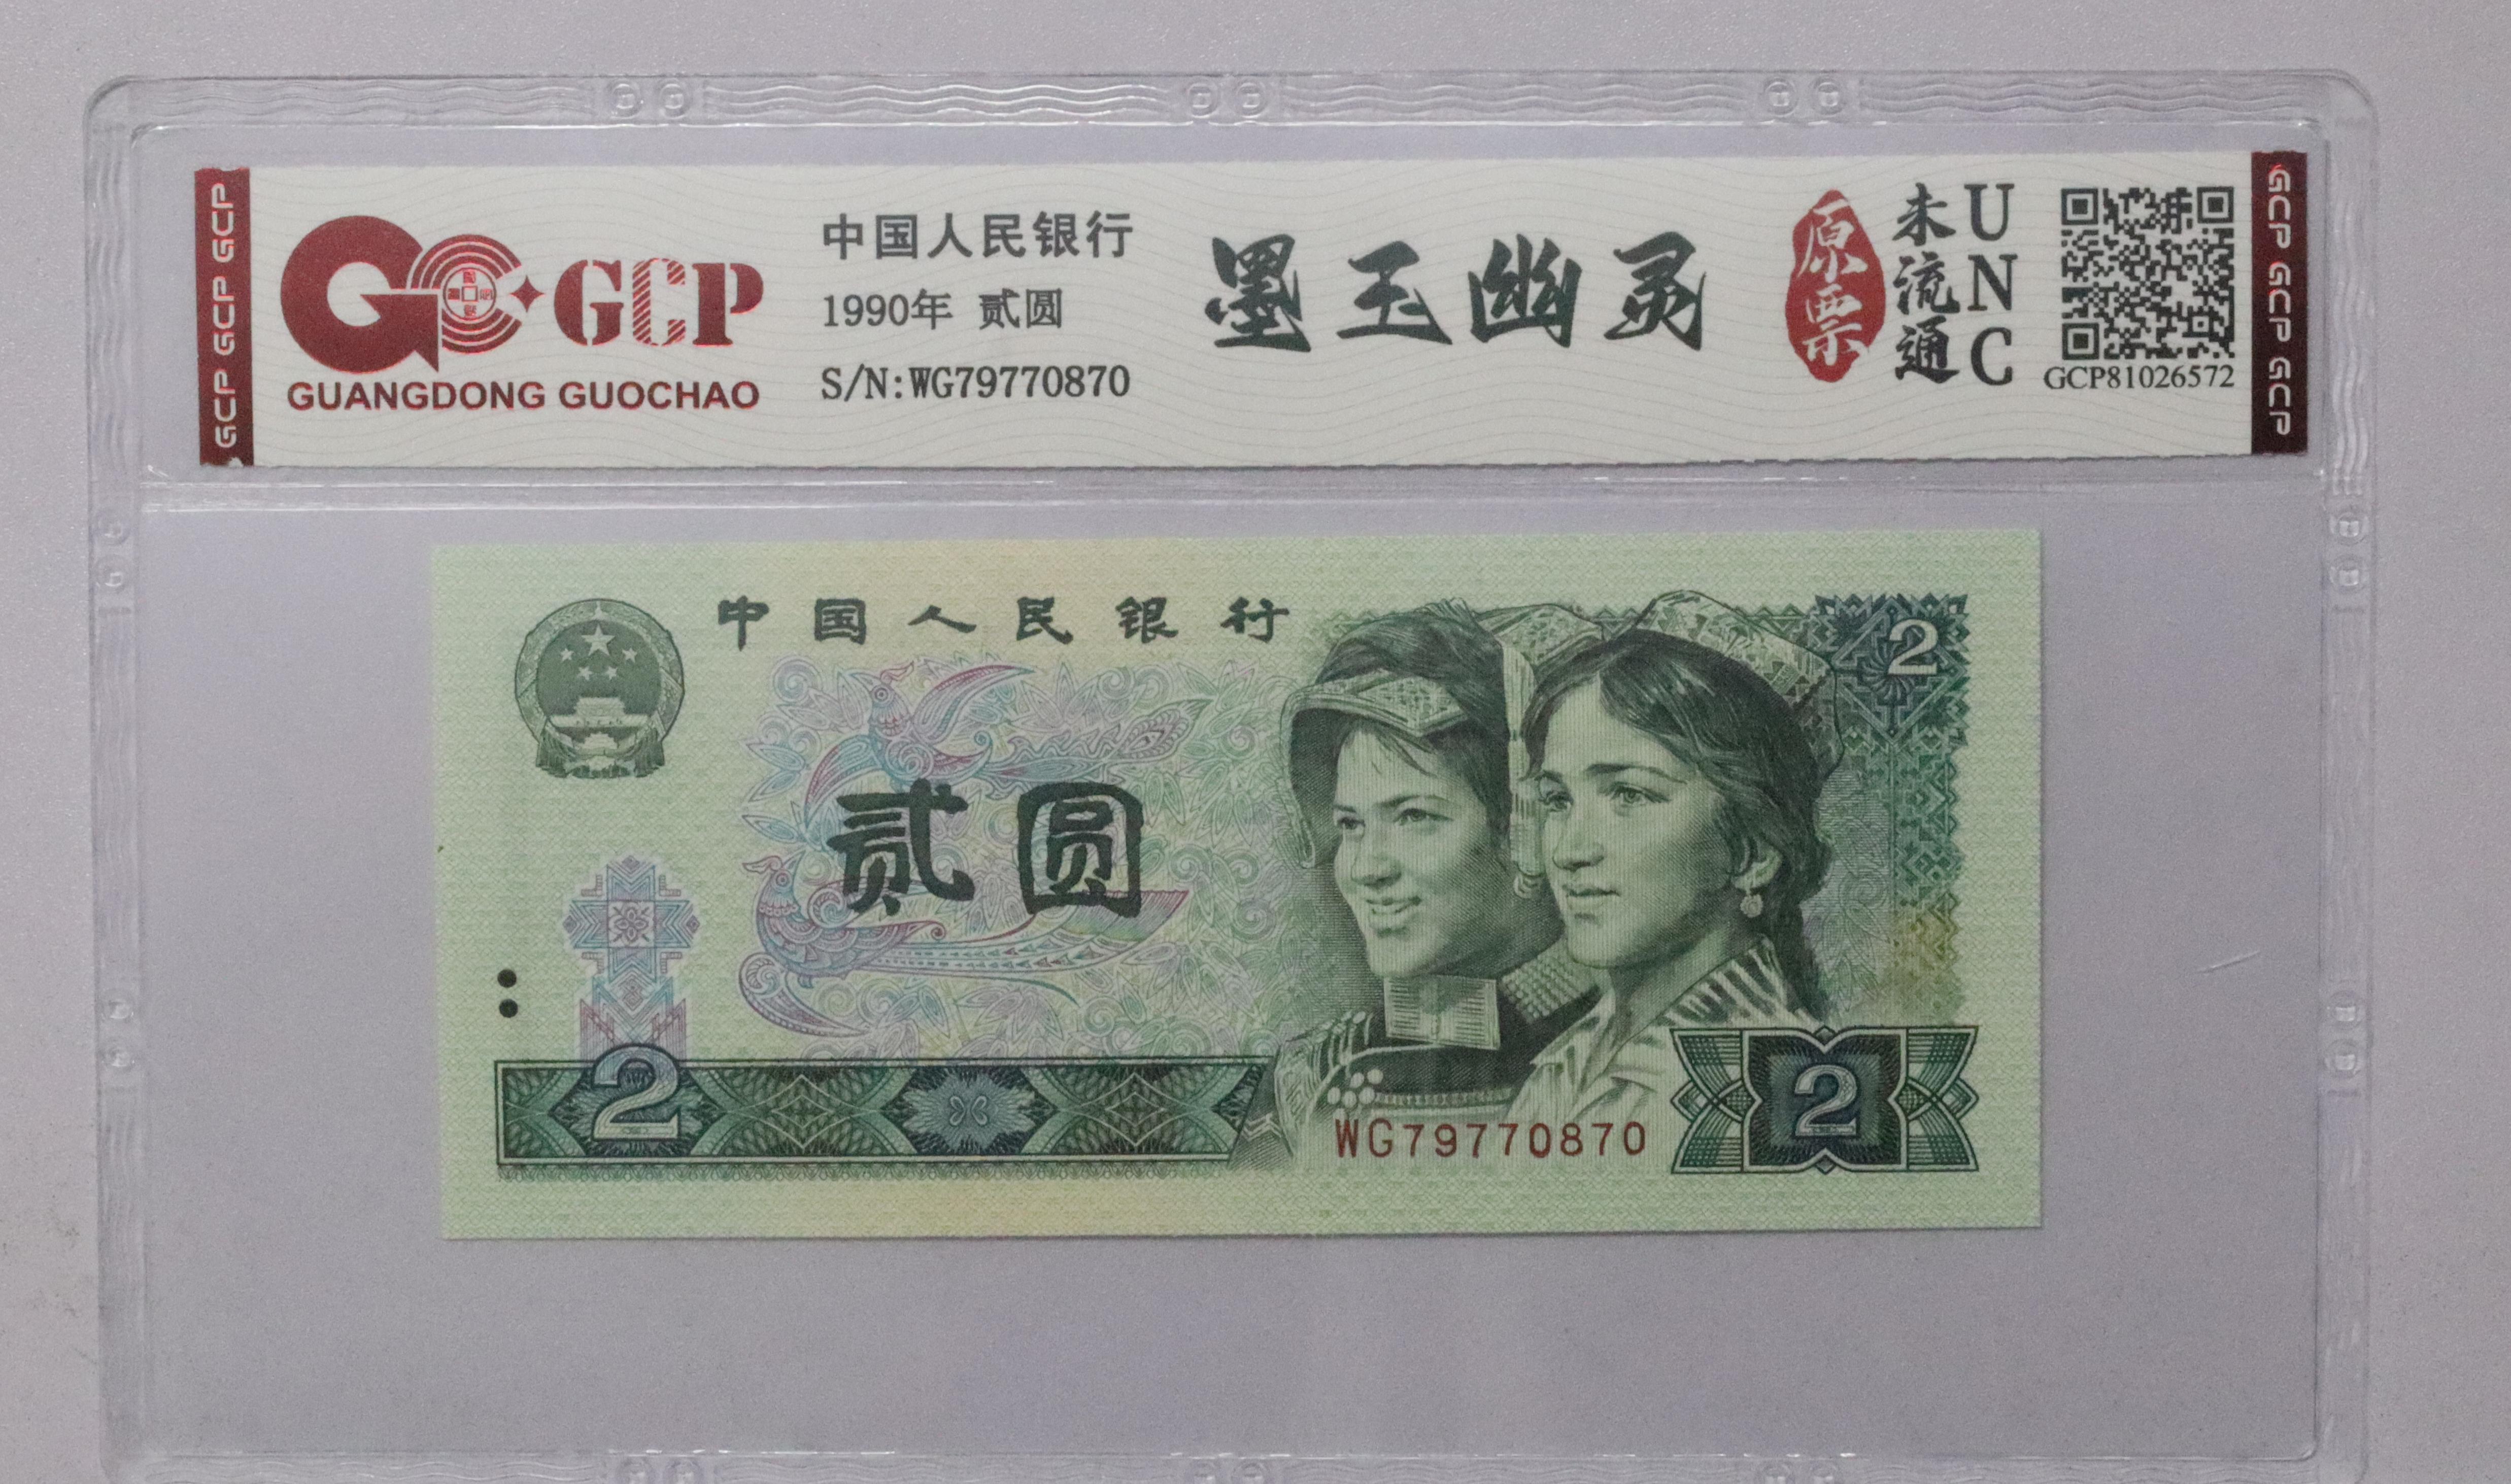 GCP GCP GCP
GCP
GUANGDONG GUOCHAO
中国人民银行
1990年 贰圆
S/N:WG79770870
墨玉幽灵
原票
未流通
UNC
GCP81026572
GCP GCP GCP
中国人民银行
2
贰圆
2
WG79770870
2